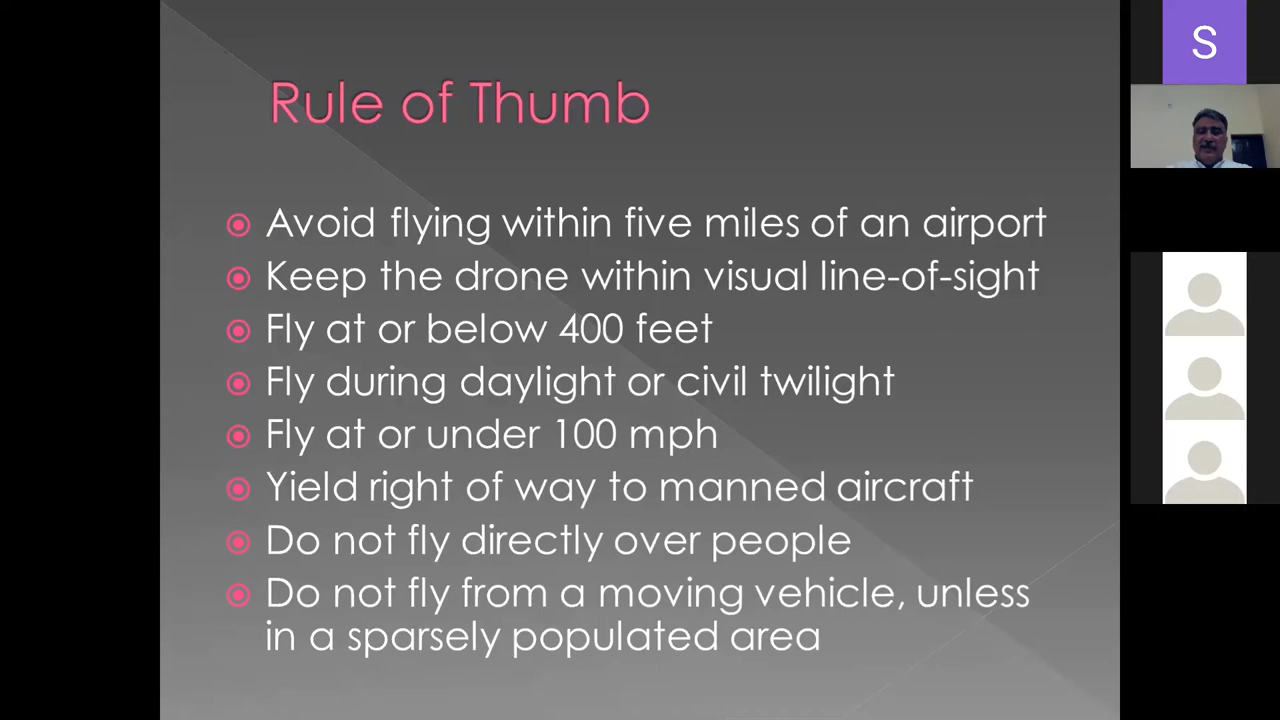 Rule of Thumb
Avoid flying within five miles of an airport
Keep the drone within visual line-of-sight
Fly at or below 400 feet
Fly during daylight or civil twilight
Fly at or under 100 mph
Yield right of way to manned aircraft
Do not fly directly over people
Do not fly from a moving vehicle, unless
in a sparsely populated area
S